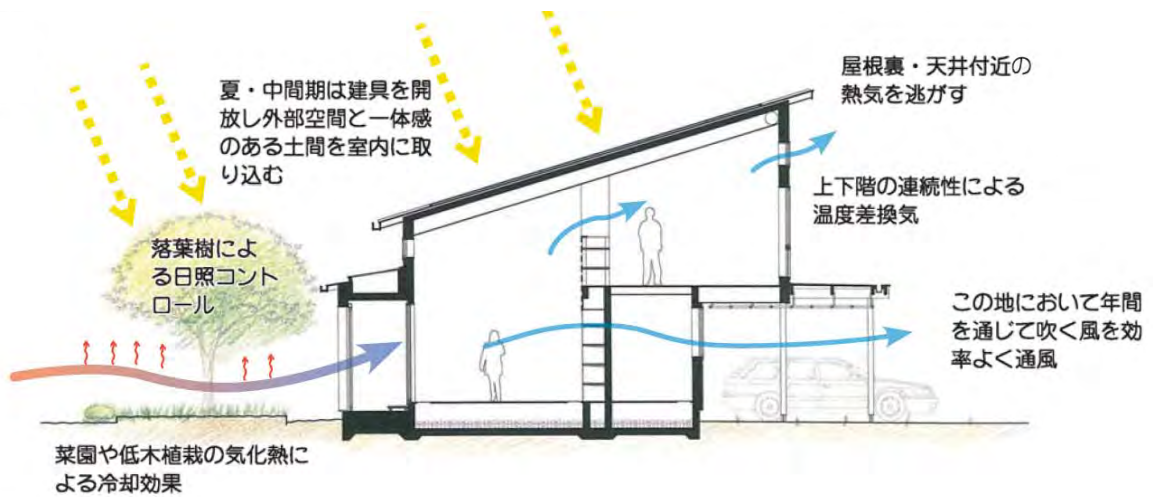 夏・中間期は建具を開
放し外部空間と一体感
のある土間を室内に取
り込む
屋根裏・天井付近の
熱気を逃がす
上下階の連続性による
温度差換気
落葉樹によ
る日照コント
ロール
この地において年間
を通じて吹く風を効
率よく通風
菜園や低木植栽の気化熱に
よる冷却効果